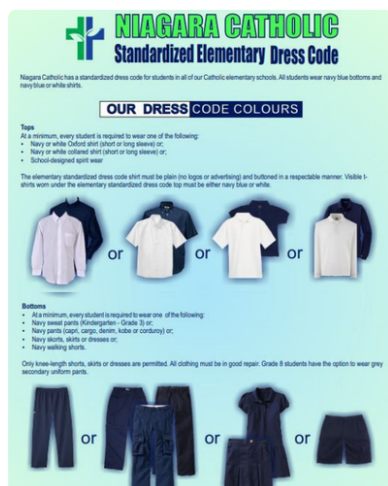 NIAGARA CATHOLIC
Standardized Elementary Dress Code
Niagara Catholic has a standardized dress code for students in all of our Catholic elementary schools. All students wear navy blue bottoms and
navy blue or white shirts.
OUR DRESS CODE COLOURS
Tops
At a minimum, every student is required to wear one of the following:
• Navy or white Oxford shirt (short or long sleeve) or;
• Navy or white collared shirt (short or long sleeve) or;
• School-designed spirit wear
The elementary standardized dress code shirt must be plain (no logos or advertising) and buttoned in a respectable manner. Visible t-
shirts worn under the elementary standardized dress code top must be either navy blue or white.
or or or
Bottoms
• At a minimum, every student is required to wear one of the following:
• Navy sweat pants (Kindergarten - Grade 3) or;
• Navy pants (capri, cargo, denim, kobe or corduroy) or;
• Navy skorts, skirts or dresses or;
• Navy walking shorts.
Only knee-length shorts, skirts or dresses are permitted. All clothing must be in good repair. Grade 8 students have the option to wear grey
secondary uniform pants.
or or or